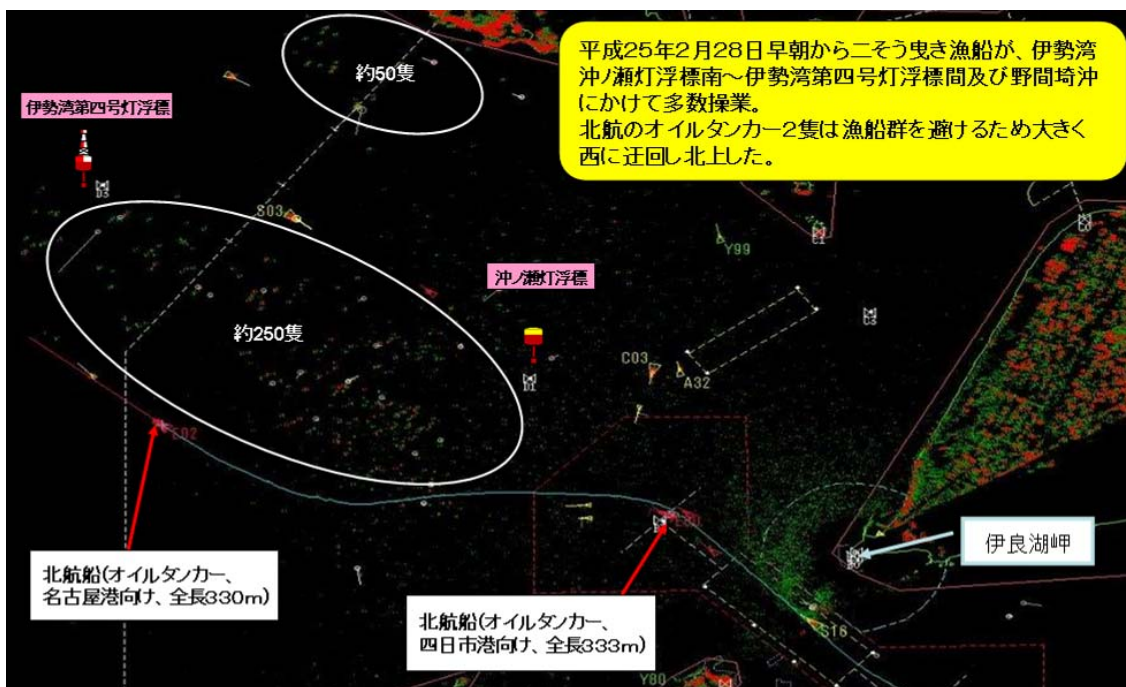 平成25年2月28日早朝から二そう曳き漁船が、伊勢湾
沖ノ瀬灯浮標南～伊勢湾第四号灯浮標間及び野間埼沖
にかけて多数操業。
北航のオイルタンカー2隻は漁船群を避けるため大きく
西に迂回し北上した。
約50隻
伊勢湾第四号灯浮標
D3
S03
Y99
C1
沖ノ瀬灯浮標
約250隻
C3
C03
A32
D1
E02
伊良湖岬
北航船(オイルタンカー、
名古屋港向け、全長330m)
北航船(オイルタンカー、
四日市港向け、全長333m)
S16
Y80